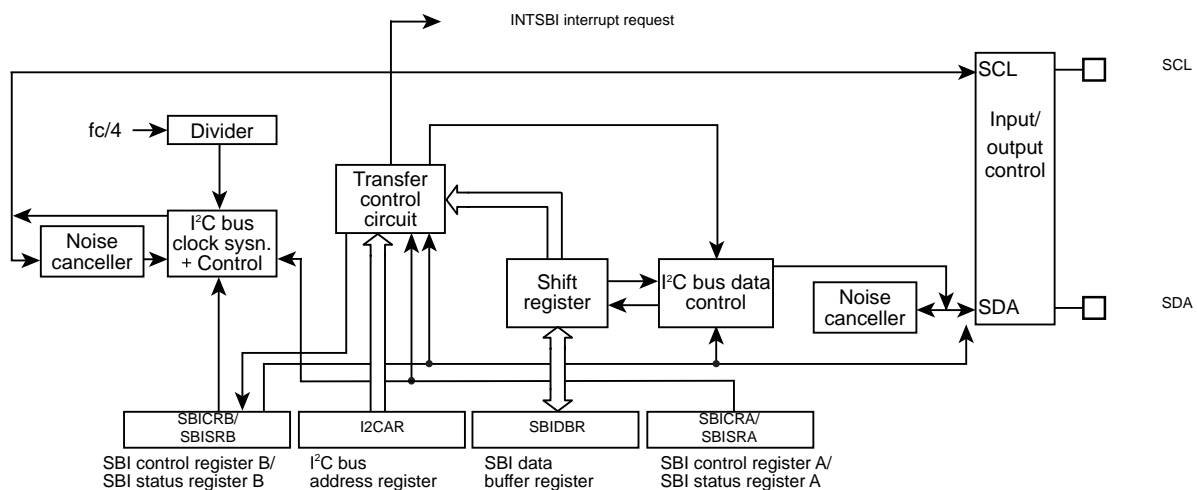 INTSBI interrupt request
SCL
SCL
fc/4
Divider
Input/
output
control
Transfer
control
circuit
I²C bus
clock sysn.
+ Control
Noise
canceller
Shift
register
I²C bus data
control
Noise
canceller
SDA
SDA
SBICRB/
SBISRB
I2CAR
SBIDBR
SBICRA/
SBISRA
SBI control register B/
SBI status register B
I²C bus
address register
SBI data
buffer register
SBI control register A/
SBI status register A